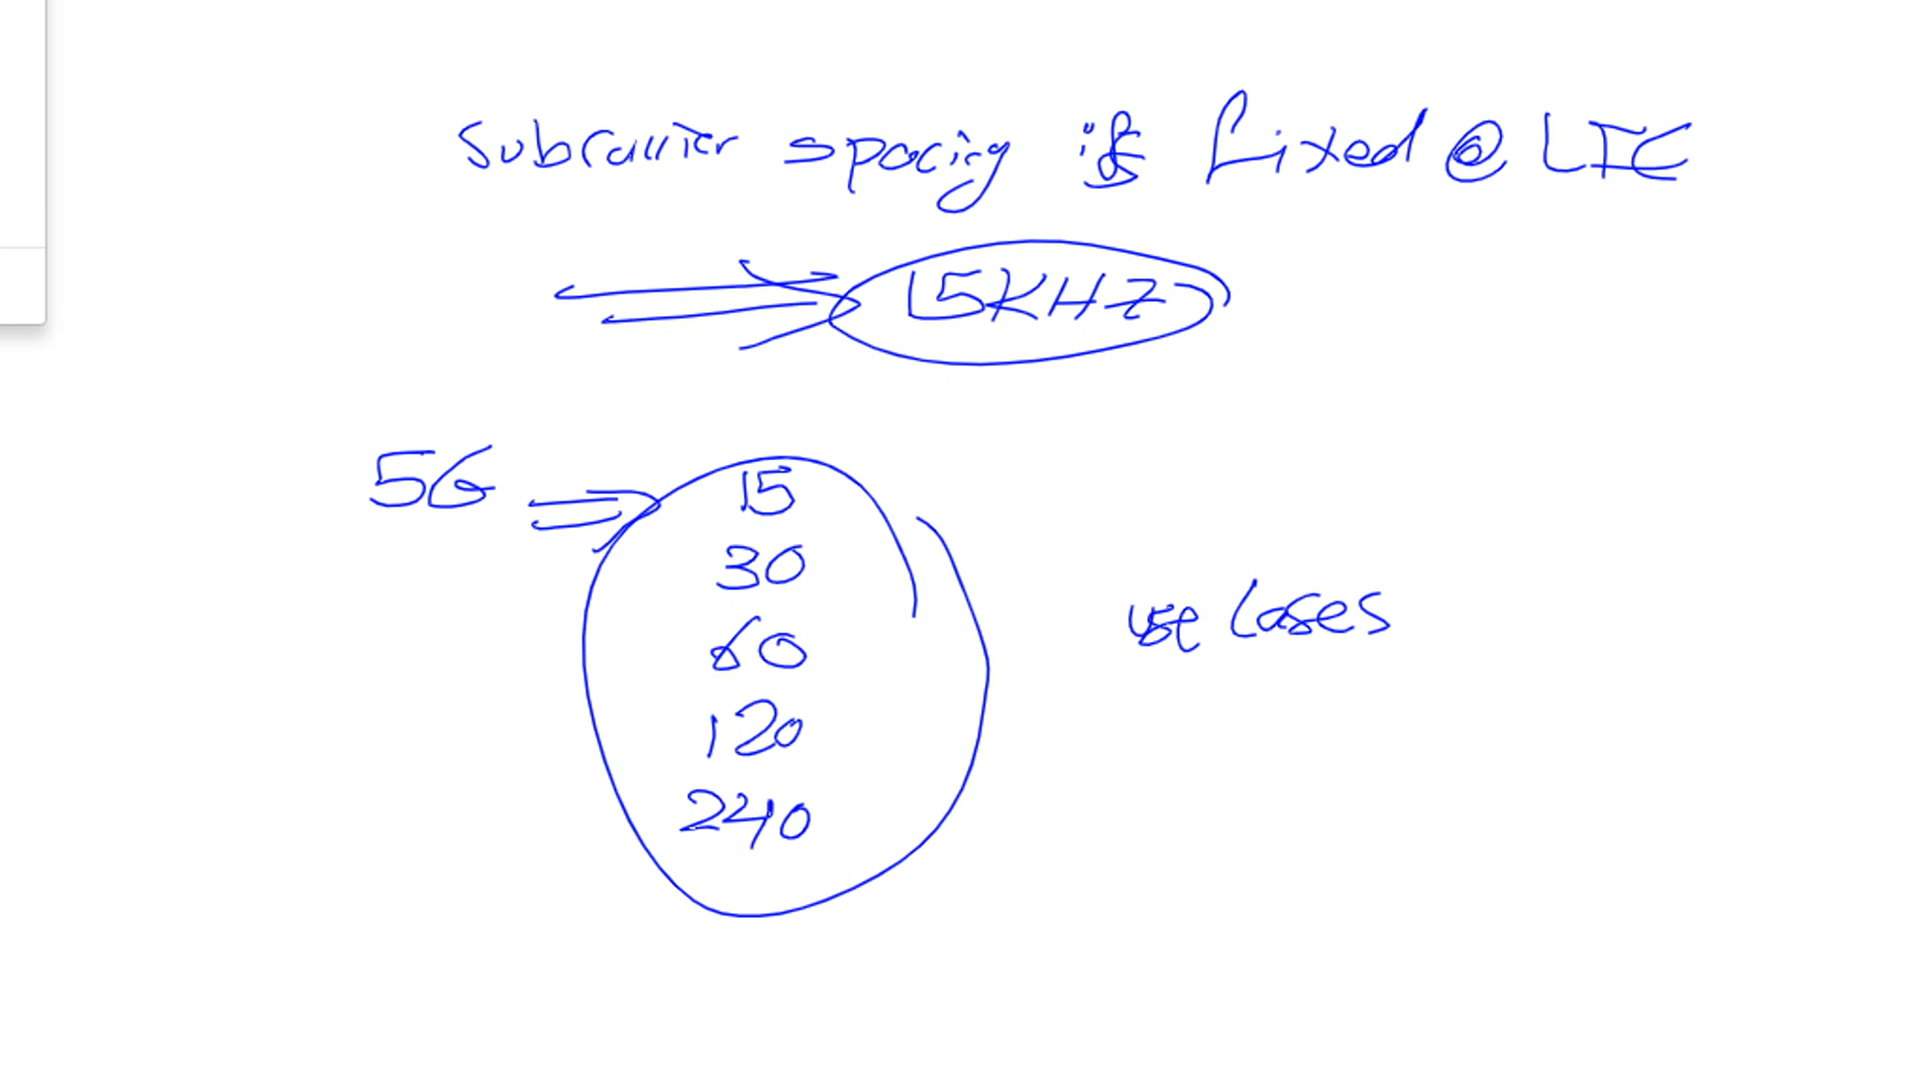 Subcarrier spacing is fixed @ LTE
15KHZ
5G
15
30
60
120
240
use cases